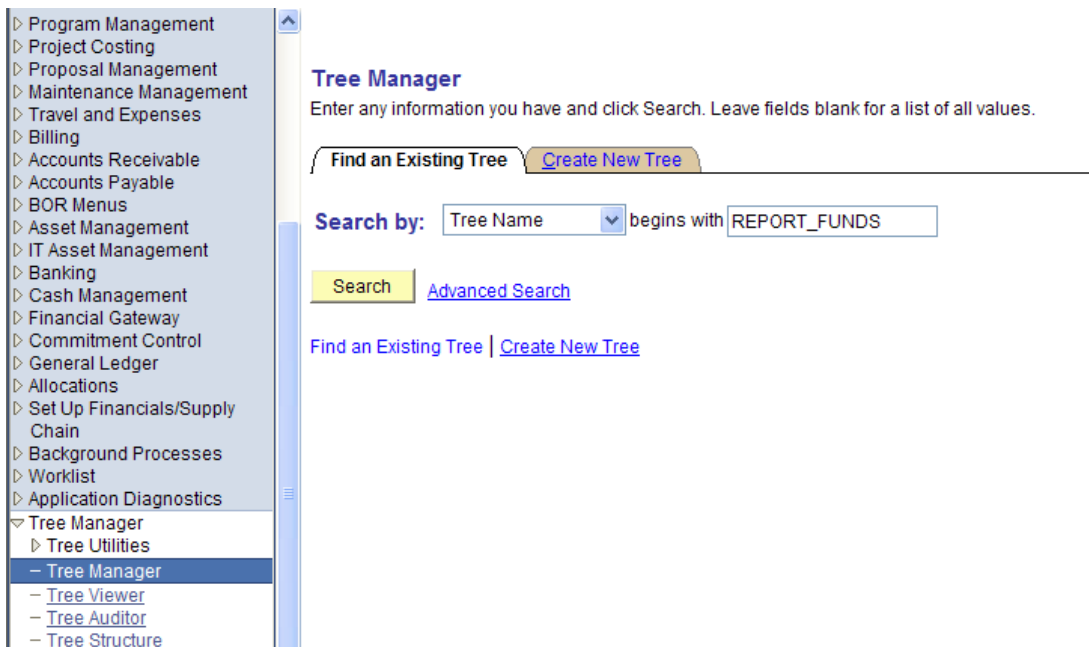 Program Management
Project Costing
Proposal Management
Maintenance Management
Travel and Expenses
Billing
Accounts Receivable
Accounts Payable
BOR Menus
Asset Management
IT Asset Management
Banking
Cash Management
Financial Gateway
Commitment Control
General Ledger
Allocations
Set Up Financials/Supply
Chain
Background Processes
Worklist
Application Diagnostics
Tree Manager
Tree Utilities
– Tree Manager
– Tree Viewer
– Tree Auditor
– Tree Structure
Tree Manager
Enter any information you have and click Search. Leave fields blank for a list of all values.
Find an Existing Tree Create New Tree
Search by: Tree Name begins with REPORT_FUNDS
Search Advanced Search
Find an Existing Tree | Create New Tree